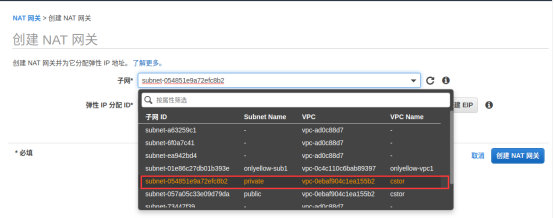 NAT 网关 > 创建 NAT 网关
创建 NAT 网关
创建 NAT 网关并为它分配弹性 IP 地址。了解更多。
子网* subnet-054851e9a72efc8b2
弹性 IP 分配 ID* 建 EIP
按属性筛选
子网 ID Subnet Name VPC VPC Name
subnet-a63259c1 - vpc-ad0c88d7 -
subnet-6f0a7c41 - vpc-ad0c88d7 -
subnet-ea942bd4 - vpc-ad0c88d7 -
subnet-01e86c27db01b393e onlyellow-sub1 vpc-0c4c110c6bab89397 onlyellow-vpc1
subnet-054851e9a72efc8b2 private vpc-0ebaf904c1ea155b2 cstor
subnet-057a05c33e09d79da public vpc-0ebaf904c1ea155b2 cstor
subnet-73447f39 - vpc-ad0c88d7 -
* 必填 取消 创建 NAT 网关